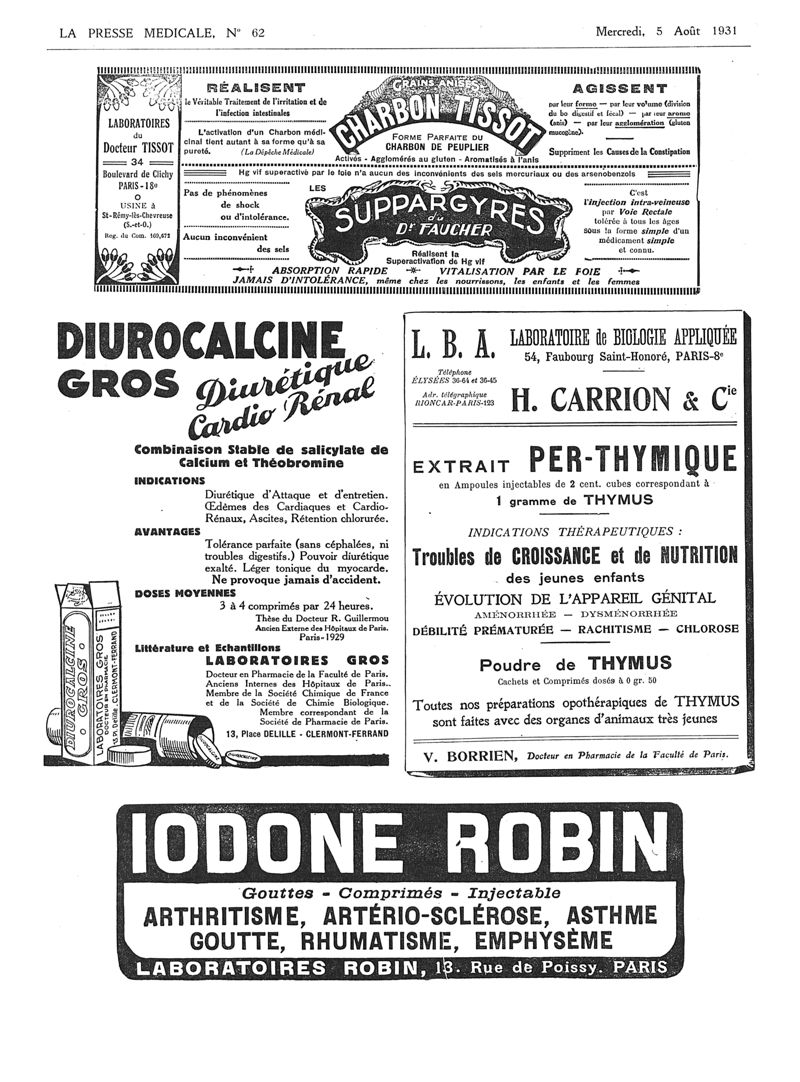 LA PRESSE MEDICALE, N° 62
Mercredi, 5 Août 1931
LABORATOIRES
du
Docteur TISSOT
34
Boulevard de Clichy
PARIS-18e
USINE à
St-Rémy-lès-Chevreuse
(S.-et-O.)
Reg. du Com. 169,472
RÉALISENT
le Véritable Traitement de l'irritation et de
l'infection intestinales
L'activation d'un Charbon médi-
cinal tient autant à sa forme qu'à sa
pureté. (La Dépêche Médicale)
GRAINS ANISÉS
CHARBON TISSOT
FORME PARFAITE DU
CHARBON DE PEUPLIER
Activés - Agglomérés au gluten - Aromatisés à l'anis
AGISSENT
par leur forme — par leur volume (division
du bo digestif et fécal) — par leur arome
(anis) — par leur agglomération (gluten
mucogène).
Suppriment les Causes de la Constipation
Hg vif superactivé par le foie n'a aucun des inconvénients des sels mercuriaux ou des arsenobenzols
Pas de phénomènes
de shock
ou d'intolérance.
Aucun inconvénient
des sels
LES
SUPPARGYRES
du
Dr FAUCHER
Réalisent la
Superactivation de Hg vif
C'est
l'injection intra-veineuse
par Voie Rectale
tolérée à tous les âges
sous la forme simple d'un
médicament simple
et connu.
ABSORPTION RAPIDE VITALISATION PAR LE FOIE
JAMAIS D'INTOLÉRANCE, même chez les nourrissons, les enfants et les femmes
DIUROCALCINE
GROS Diurétique
Cardio Rénal
Combinaison Stable de salicylate de
Calcium et Théobromine
INDICATIONS
Diurétique d'Attaque et d'entretien.
Œdèmes des Cardiaques et Cardio-
Rénaux, Ascites, Rétention chlorurée.
AVANTAGES
Tolérance parfaite (sans céphalées, ni
troubles digestifs.) Pouvoir diurétique
exalté. Léger tonique du myocarde.
Ne provoque jamais d'accident.
DOSES MOYENNES
3 à 4 comprimés par 24 heures.
Thèse du Docteur R. Guillermou
Ancien Externe des Hôpitaux de Paris.
Paris-1929
Littérature et Echantillons
LABORATOIRES GROS
Docteur en Pharmacie de la Faculté de Paris.
Anciens Internes des Hôpitaux de Paris.
Membre de la Société Chimique de France
et de la Société de Chimie Biologique.
Membre correspondant de la
Société de Pharmacie de Paris.
13, Place DELILLE - CLERMONT-FERRAND
DIUROCALCINE
GROS
LABORATOIRES GROS
DOCTEUR EN PHARMACIE
13 Pl. Delille. CLERMONT-FERRAND
L. B. A.
Téléphone
ÉLYSÉES 36-64 et 36-45
Adr. télégraphique
RIONCAR-PARIS-123
LABORATOIRE de BIOLOGIE APPLIQUÉE
54, Faubourg Saint-Honoré, PARIS-8e
H. CARRION & Cie
EXTRAIT PER-THYMIQUE
en Ampoules injectables de 2 cent. cubes correspondant à
1 gramme de THYMUS
INDICATIONS THÉRAPEUTIQUES :
Troubles de CROISSANCE et de NUTRITION
des jeunes enfants
ÉVOLUTION DE L'APPAREIL GÉNITAL
AMÉNORRHÉE — DYSMÉNORRHÉE
DÉBILITÉ PRÉMATURÉE — RACHITISME — CHLOROSE
Poudre de THYMUS
Cachets et Comprimés dosés à 0 gr. 50
Toutes nos préparations opothérapiques de THYMUS
sont faites avec des organes d'animaux très jeunes
V. BORRIEN, Docteur en Pharmacie de la Faculté de Paris.
IODONE ROBIN
Gouttes - Comprimés - Injectable
ARTHRITISME, ARTÉRIO-SCLÉROSE, ASTHME
GOUTTE, RHUMATISME, EMPHYSÈME
LABORATOIRES ROBIN, 13. Rue de Poissy. PARIS